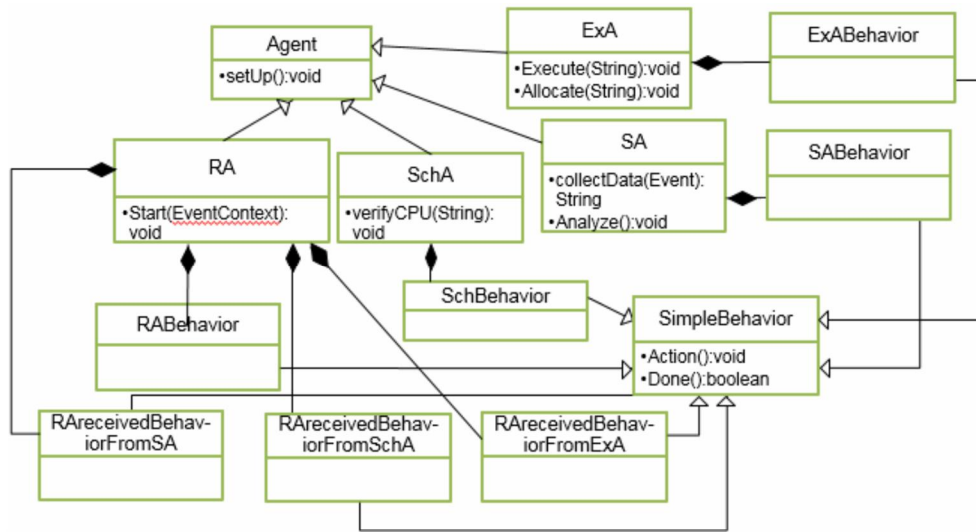 Agent
•setUp():void
ExA
•Execute(String):void
•Allocate(String):void
ExABehavior
RA
•Start(EventContext):
void
SchA
•verifyCPU(String):
void
SA
•collectData(Event):
String
•Analyze():void
SABehavior
SchBehavior
RABehavior
SimpleBehavior
•Action():void
•Done():boolean
RAreceivedBehav-
iorFromSA
RAreceivedBehav-
iorFromSchA
RAreceivedBehav-
iorFromExA